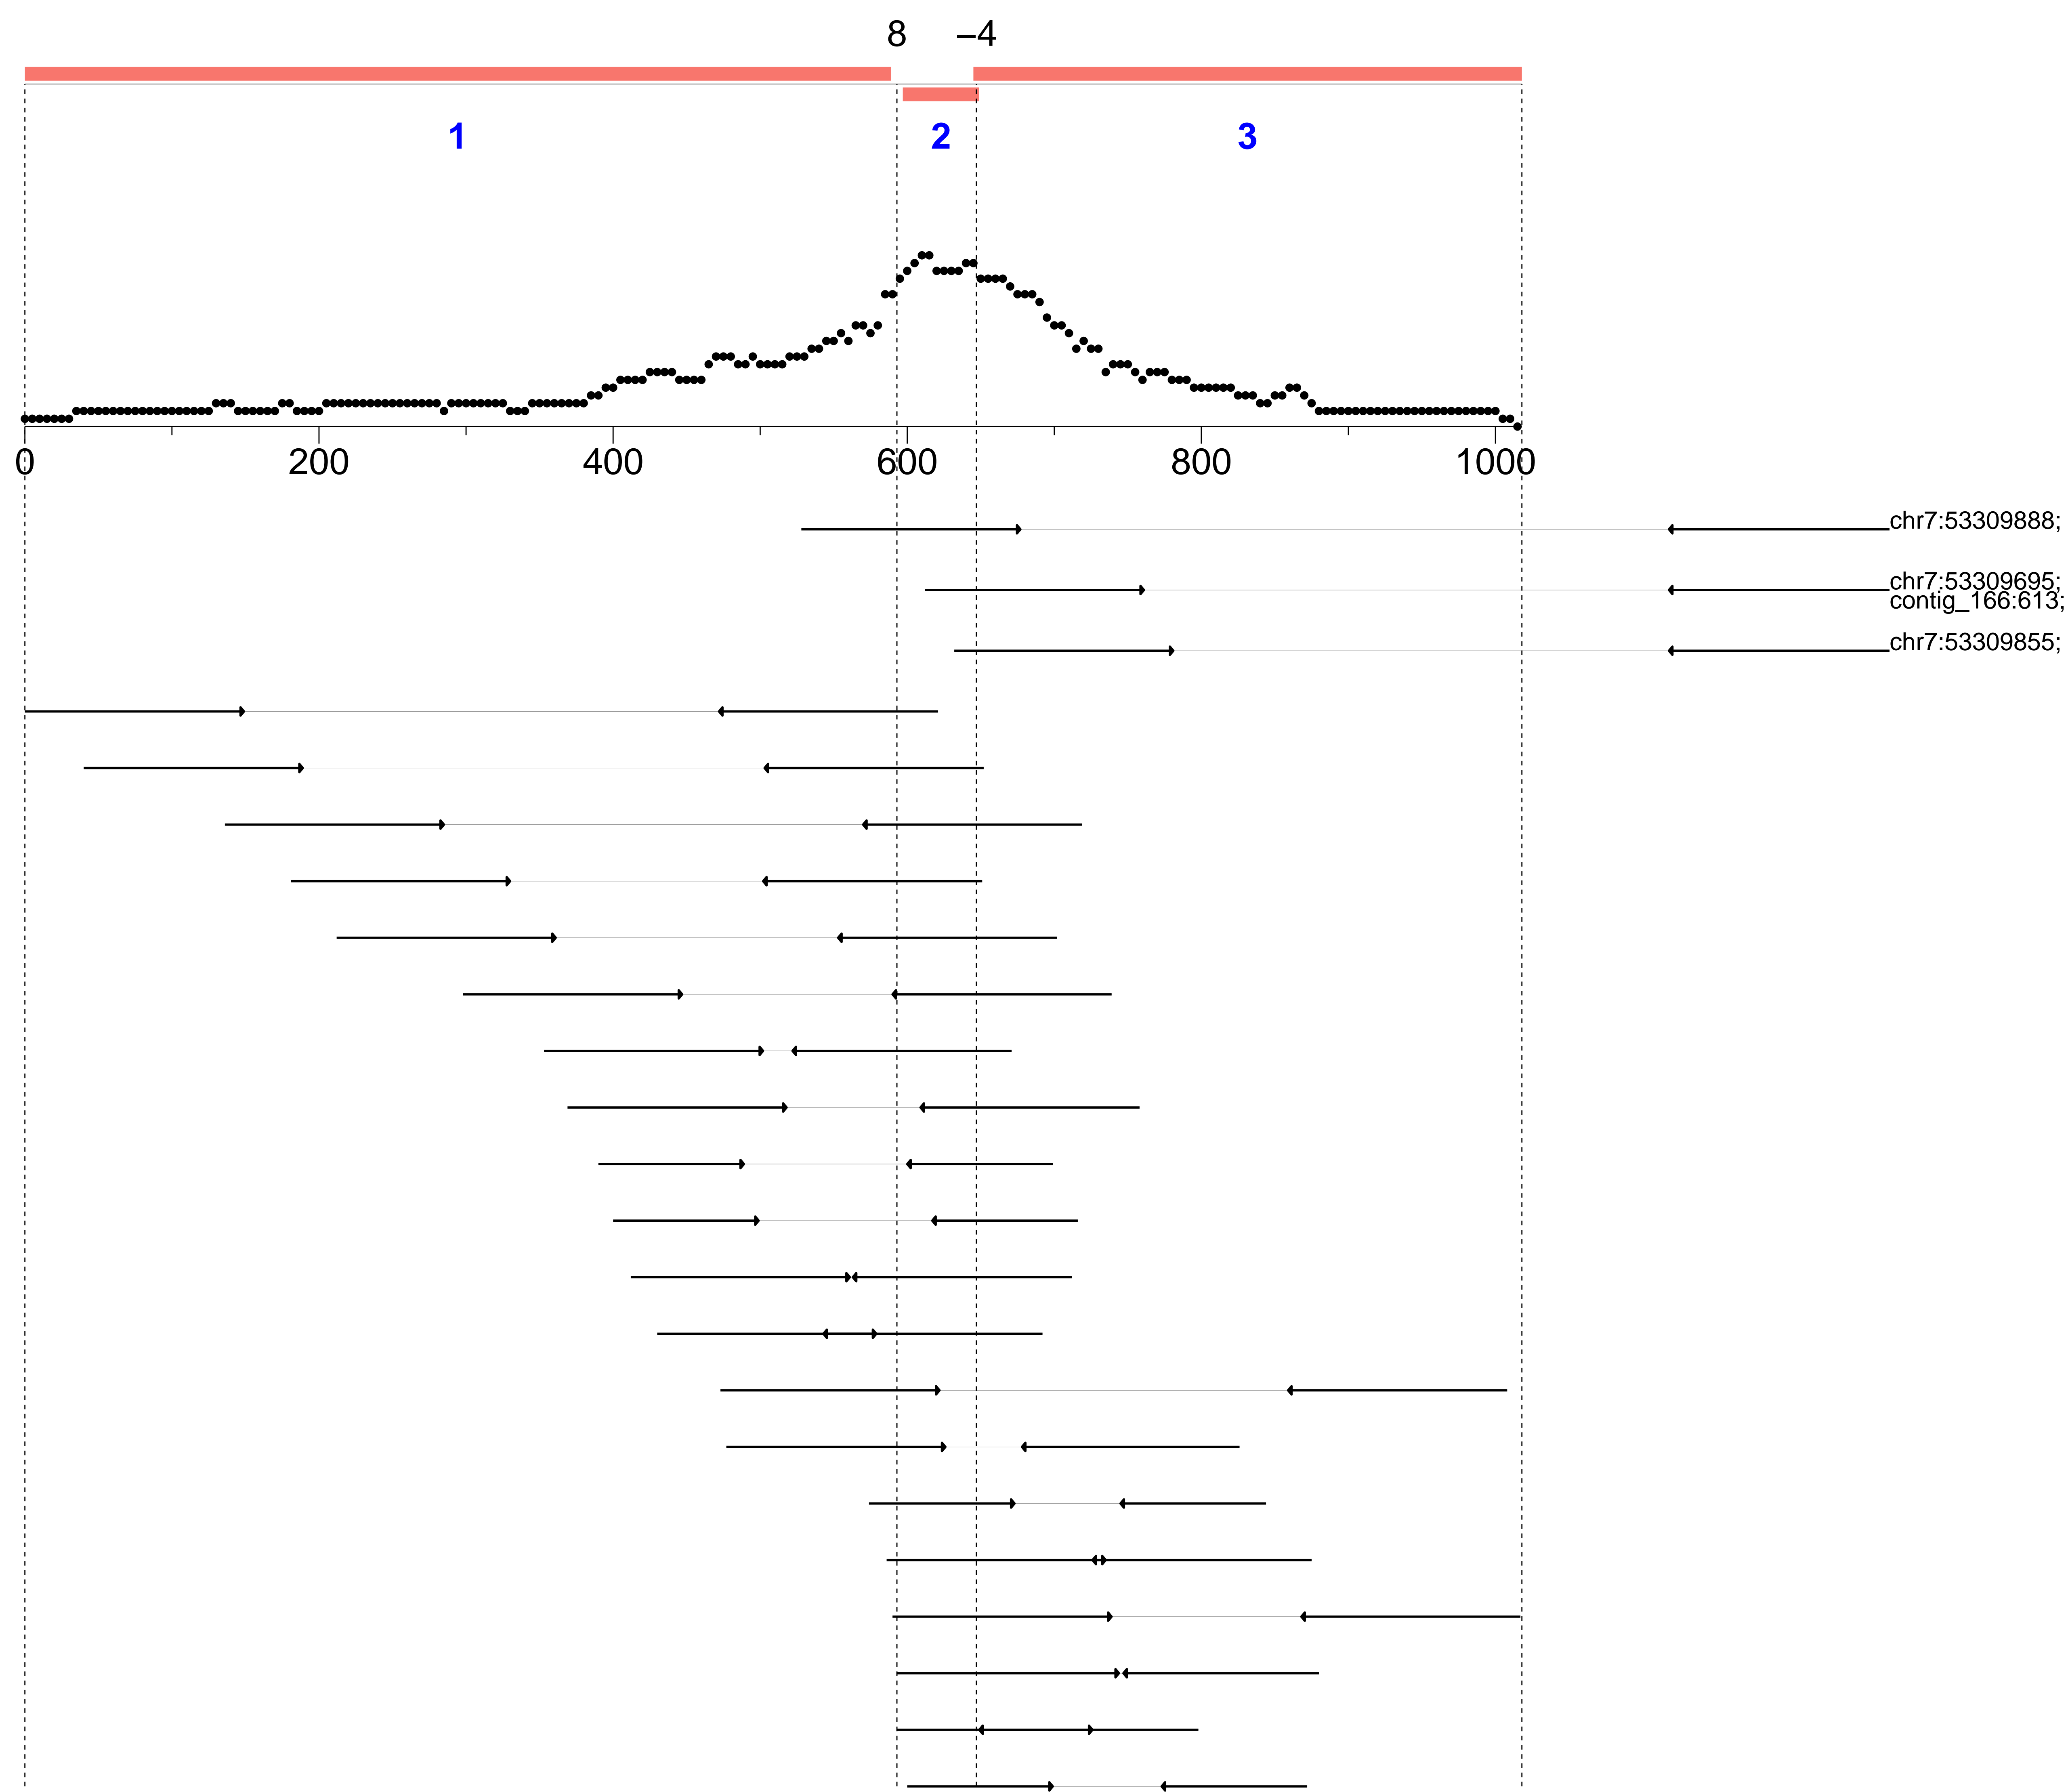 8 −4
1 2 3
0 200 400 600 800 1000
chr7:53309888;
chr7:53309695;
contig_166:613;
chr7:53309855;